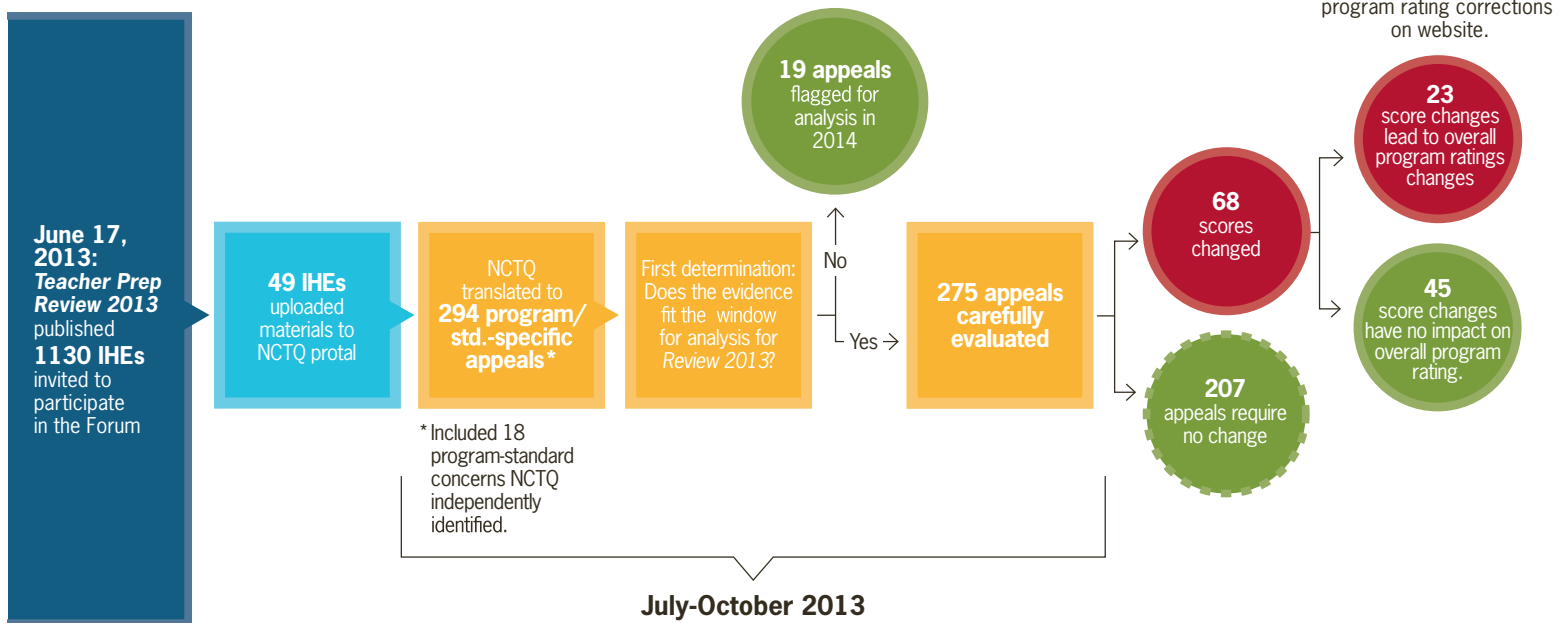 June 17,
2013:
Teacher Prep
Review 2013
published
1130 IHEs
invited to
participate
in the Forum
49 IHEs
uploaded
materials to
NCTQ protal
NCTQ
translated to
294 program/
std.-specific
appeals*
* Included 18
program-standard
concerns NCTQ
independently
identified.
First determination:
Does the evidence
fit the window
for analysis for
Review 2013?
No
19 appeals
flagged for
analysis in
2014
Yes
275 appeals
carefully
evaluated
July-October 2013
68
scores
changed
207
appeals require
no change
program rating corrections
on website.
23
score changes
lead to overall
program ratings
changes
45
score changes
have no impact on
overall program
rating.